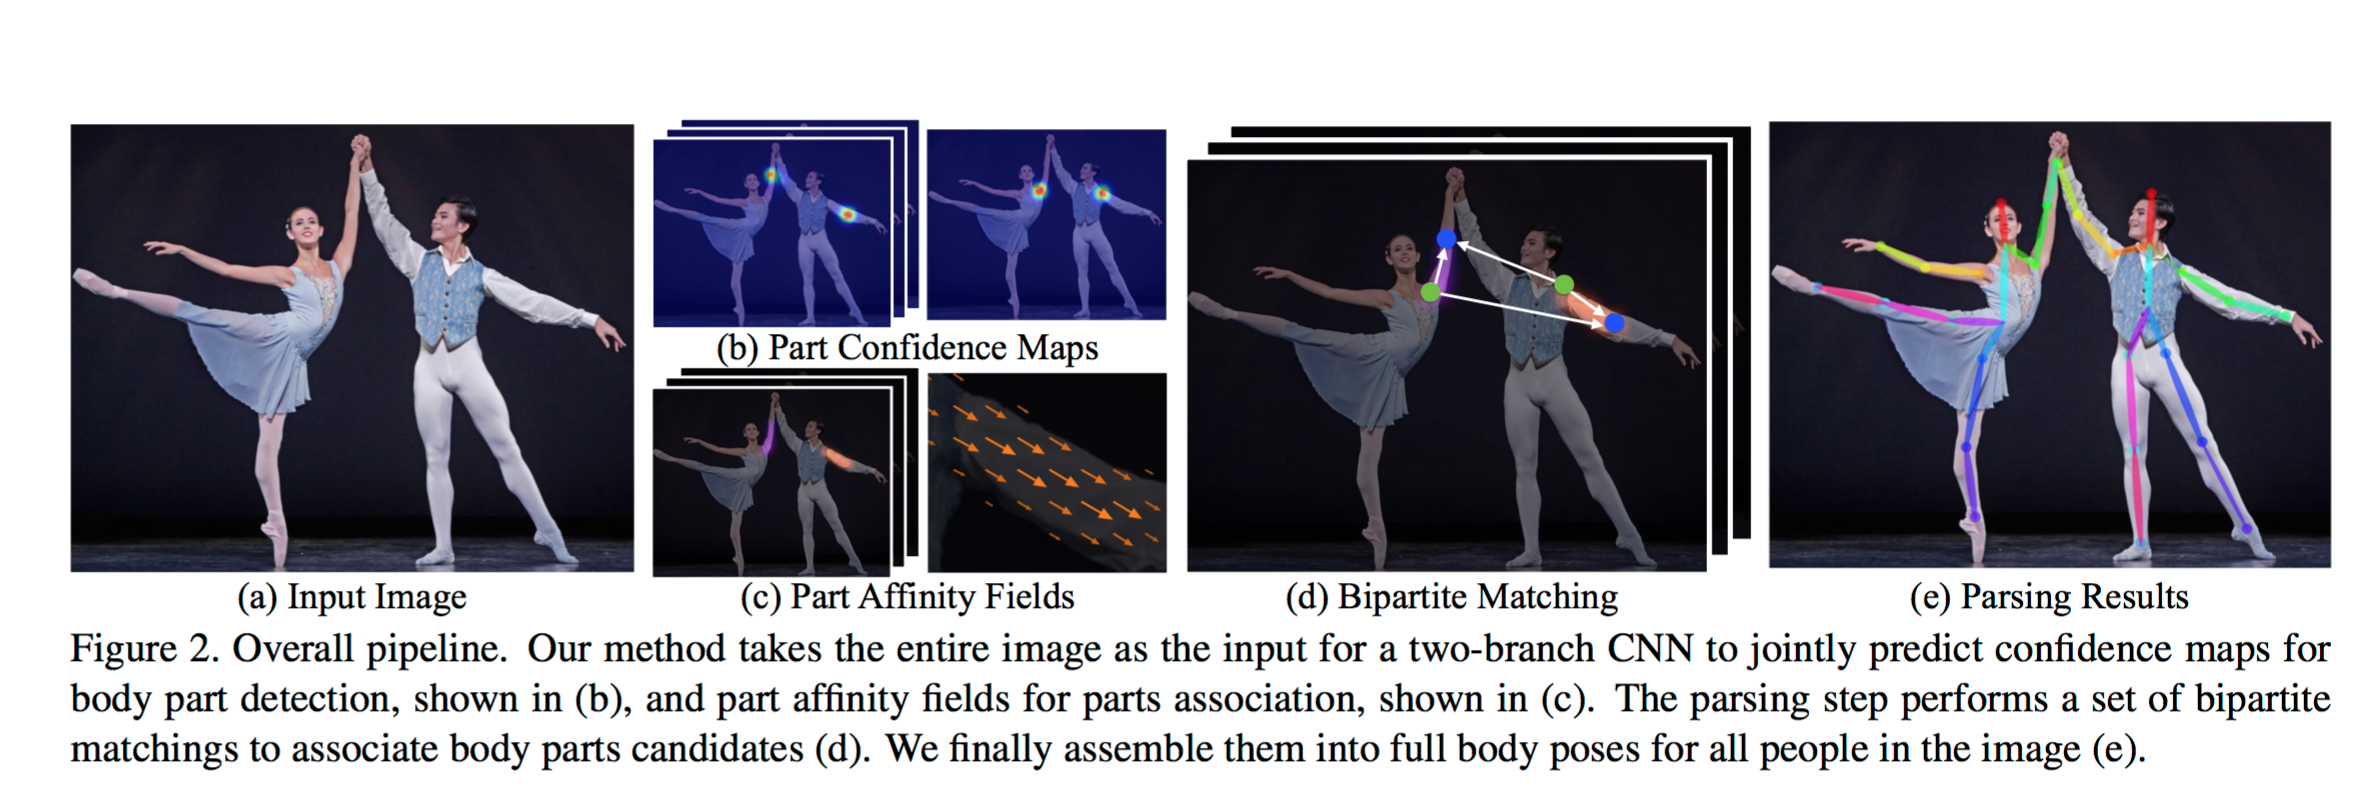 (b) Part Confidence Maps
(a) Input Image
(c) Part Affinity Fields
(d) Bipartite Matching
(e) Parsing Results
Figure 2. Overall pipeline. Our method takes the entire image as the input for a two-branch CNN to jointly predict confidence maps for
body part detection, shown in (b), and part affinity fields for parts association, shown in (c). The parsing step performs a set of bipartite
matchings to associate body parts candidates (d). We finally assemble them into full body poses for all people in the image (e).